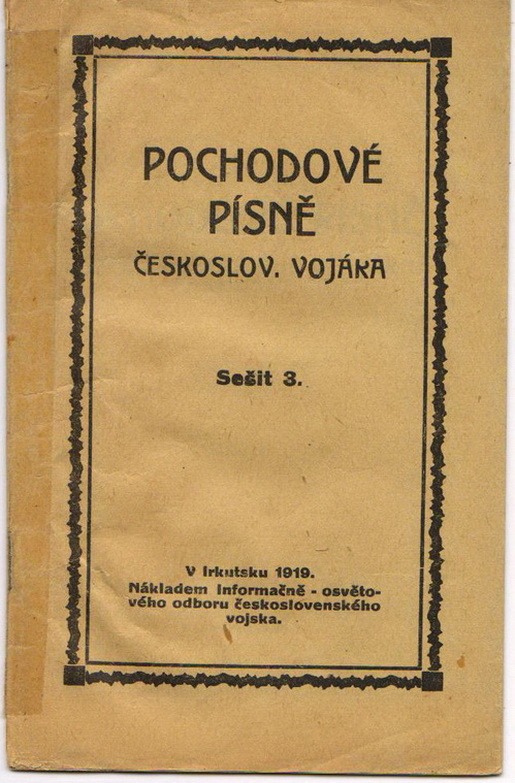 POCHODOVÉ
PÍSNĚ
ČESKOSLOV. VOJÁKA
Sešit 3.
V Irkutsku 1919.
Nákladem Informačně - osvěto-
vého odboru československého
vojska.